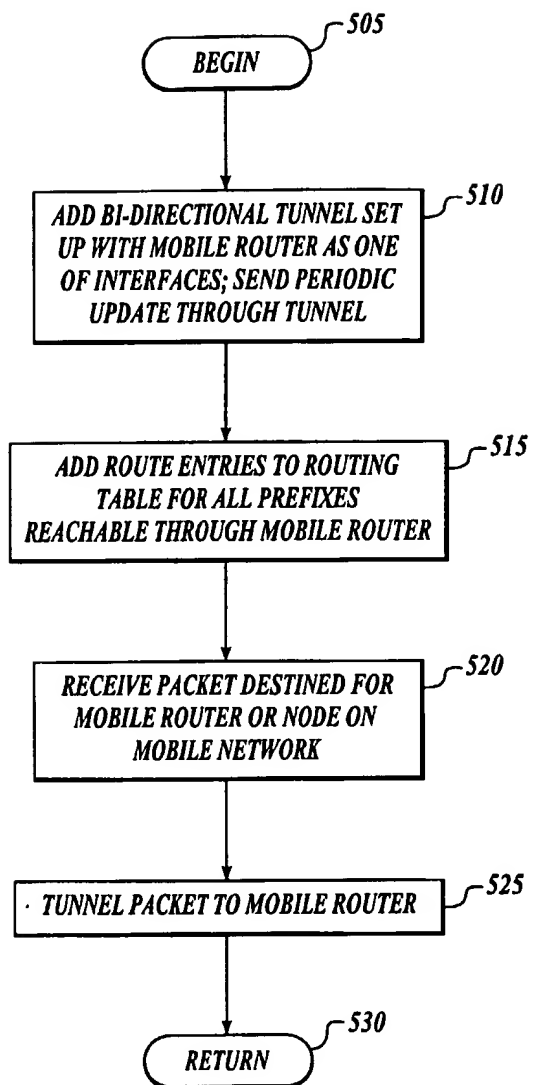 505
BEGIN
510
ADD BI-DIRECTIONAL TUNNEL SET
UP WITH MOBILE ROUTER AS ONE
OF INTERFACES; SEND PERIODIC
UPDATE THROUGH TUNNEL
515
ADD ROUTE ENTRIES TO ROUTING
TABLE FOR ALL PREFIXES
REACHABLE THROUGH MOBILE ROUTER
520
RECEIVE PACKET DESTINED FOR
MOBILE ROUTER OR NODE ON
MOBILE NETWORK
525
TUNNEL PACKET TO MOBILE ROUTER
530
RETURN